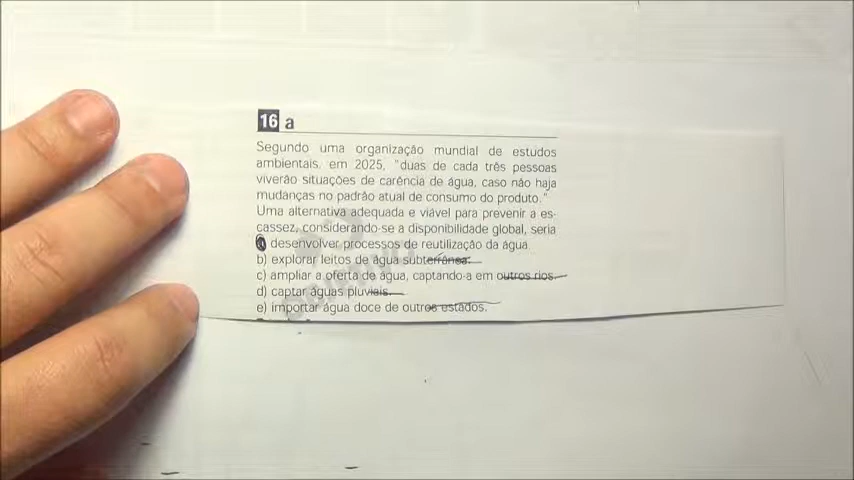 16 a
Segundo uma organização mundial de estudos
ambientais, em 2025, "duas de cada três pessoas
viverão situações de carência de água, caso não haja
mudanças no padrão atual de consumo do produto."
Uma alternativa adequada e viável para prevenir a es-
cassez, considerando-se a disponibilidade global, seria
a) desenvolver processos de reutilização da água.
b) explorar leitos de água subterrânea.
c) ampliar a oferta de água, captando-a em outros rios.
d) captar águas pluviais.
e) importar água doce de outros estados.